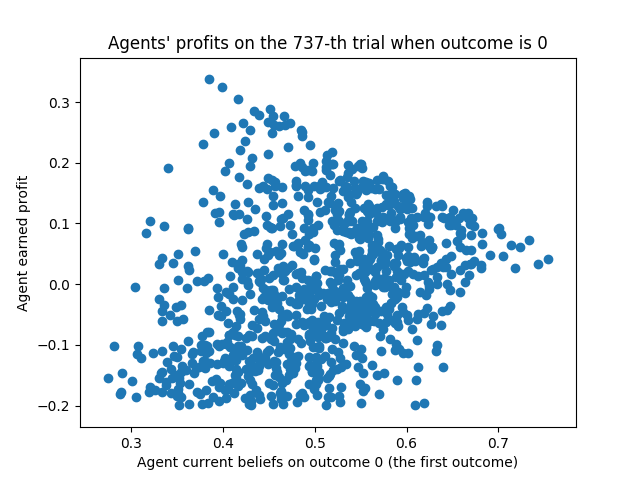 Agents' profits on the 737-th trial when outcome is 0
Agent earned profit
0.3
0.2
0.1
0.0
−0.1
−0.2
0.3 0.4 0.5 0.6 0.7
Agent current beliefs on outcome 0 (the first outcome)